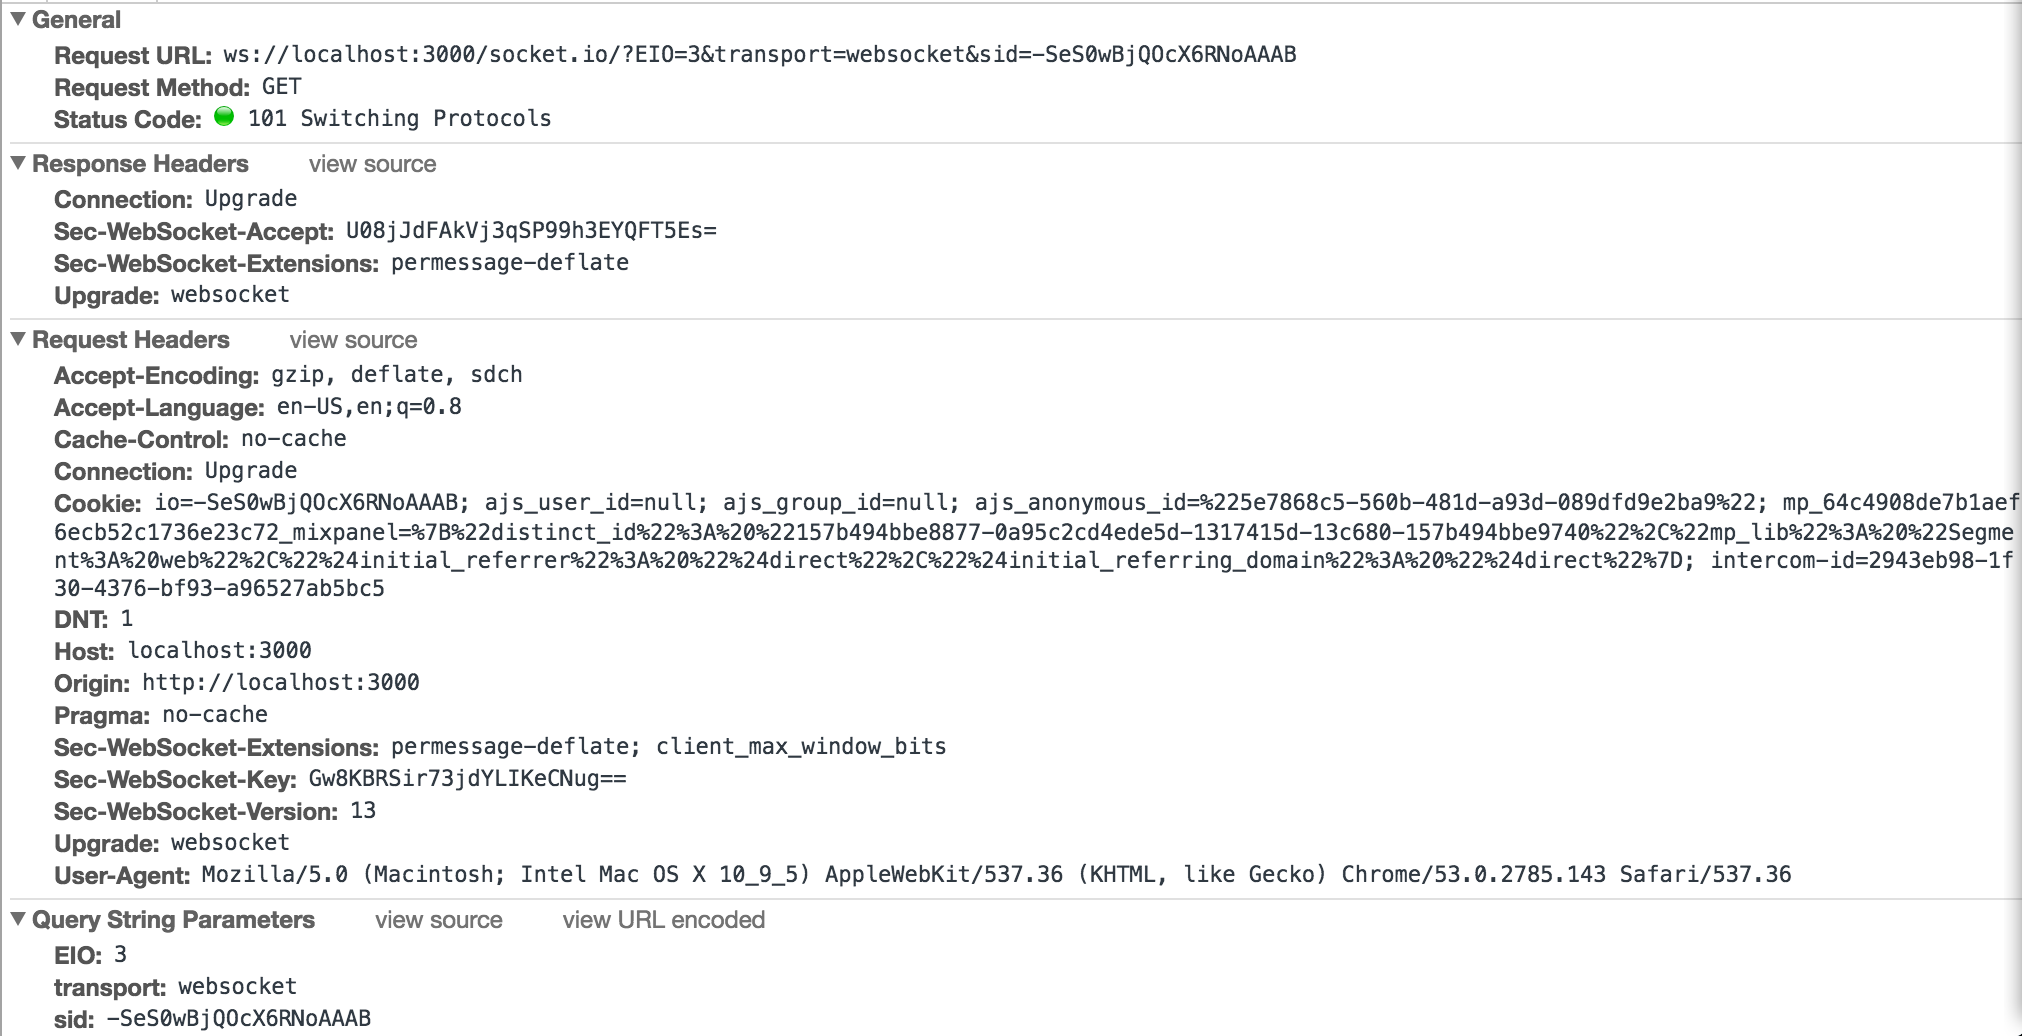 General
Request URL: ws://localhost:3000/socket.io/?EIO=3&transport=websocket&sid=-SeS0wBjQOcX6RNoAAAB
Request Method: GET
Status Code: 101 Switching Protocols
Response Headers view source
Connection: Upgrade
Sec-WebSocket-Accept: U08jJdFAkVj3qSP99h3EYQFT5Es=
Sec-WebSocket-Extensions: permessage-deflate
Upgrade: websocket
Request Headers view source
Accept-Encoding: gzip, deflate, sdch
Accept-Language: en-US,en;q=0.8
Cache-Control: no-cache
Connection: Upgrade
Cookie: io=-SeS0wBjQOcX6RNoAAAB; ajs_user_id=null; ajs_group_id=null; ajs_anonymous_id=%225e7868c5-560b-481d-a93d-089dfd9e2ba9%22; mp_64c4908de7b1aef
6ecb52c1736e23c72_mixpanel=%7B%22distinct_id%22%3A%20%22157b494bbe8877-0a95c2cd4ede5d-1317415d-13c680-157b494bbe9740%22%2C%22mp_lib%22%3A%20%22Segme
nt%3A%20web%22%2C%22%24initial_referrer%22%3A%20%22%24direct%22%2C%22%24initial_referring_domain%22%3A%20%22%24direct%22%7D; intercom-id=2943eb98-1f
30-4376-bf93-a96527ab5bc5
DNT: 1
Host: localhost:3000
Origin: http://localhost:3000
Pragma: no-cache
Sec-WebSocket-Extensions: permessage-deflate; client_max_window_bits
Sec-WebSocket-Key: Gw8KBRSir73jdYLIKeCNug==
Sec-WebSocket-Version: 13
Upgrade: websocket
User-Agent: Mozilla/5.0 (Macintosh; Intel Mac OS X 10_9_5) AppleWebKit/537.36 (KHTML, like Gecko) Chrome/53.0.2785.143 Safari/537.36
Query String Parameters view source view URL encoded
EIO: 3
transport: websocket
sid: -SeS0wBjQOcX6RNoAAAB